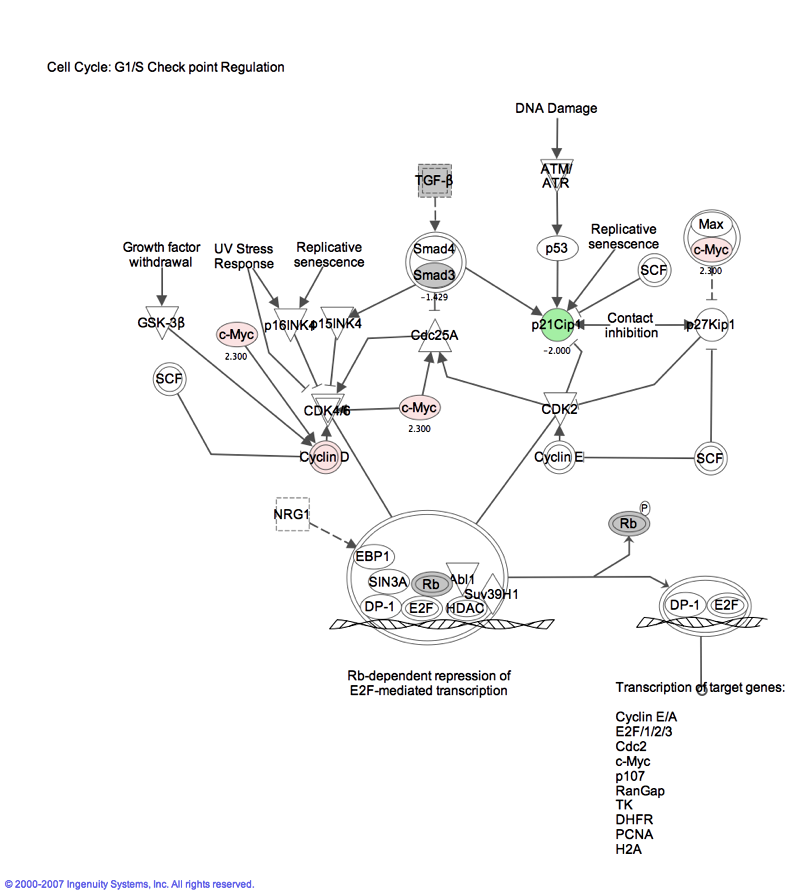 Cell Cycle: G1/S Check point Regulation
DNA Damage
TGF-β
ATM/
ATR
Growth factor
withdrawal
UV Stress
Response
Replicative
senescence
Smad4
Smad3
-1.429
p53
Replicative
senescence
SCF
Max
c-Myc
2.300
GSK-3β
c-Myc
2.300
p16INK4
p15INK4
Cdc25A
p21Cip1
-2.000
Contact
inhibition
p27Kip1
SCF
CDK4/6
c-Myc
2.300
CDK2
Cyclin D
Cyclin E
SCF
NRG1
P
Rb
EBP1
SIN3A
Rb
Abl1
Suv39H1
DP-1
E2F
HDAC
DP-1
E2F
Rb-dependent repression of
E2F-mediated transcription
Transcription of target genes:
Cyclin E/A
E2F/1/2/3
Cdc2
c-Myc
p107
RanGap
TK
DHFR
PCNA
H2A
© 2000-2007 Ingenuity Systems, Inc. All rights reserved.